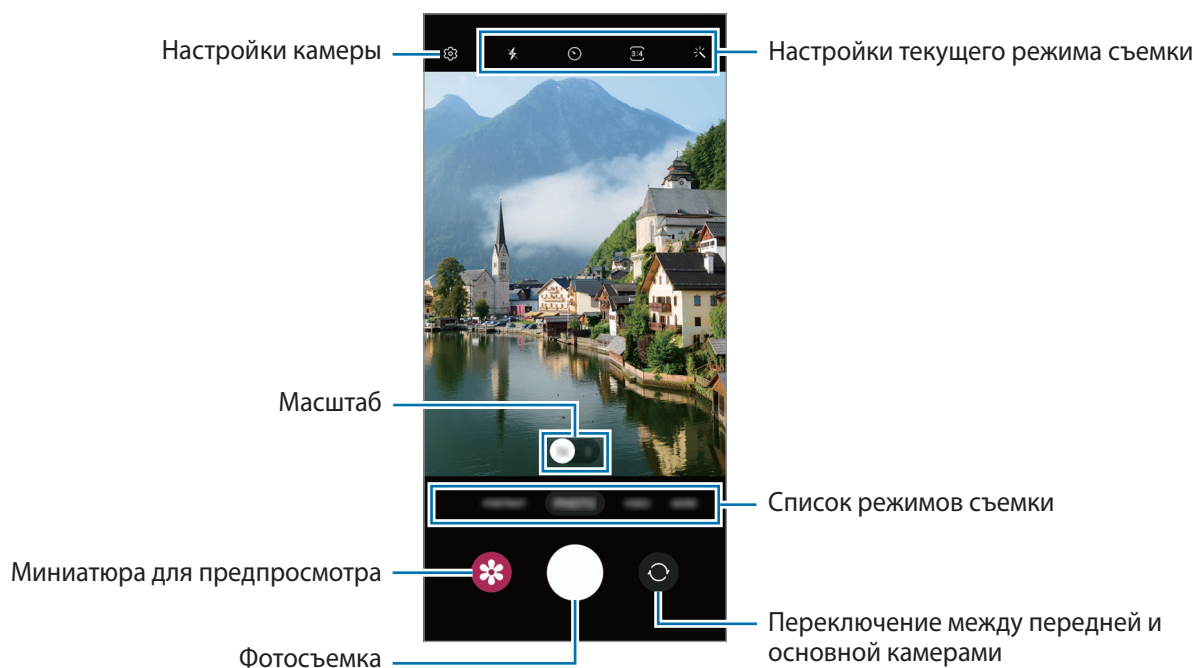 Настройки камеры
3:4
Настройки текущего режима съемки
Масштаб
Список режимов съемки
Миниатюра для предпросмотра
Фотосъемка
Переключение между передней и
основной камерами